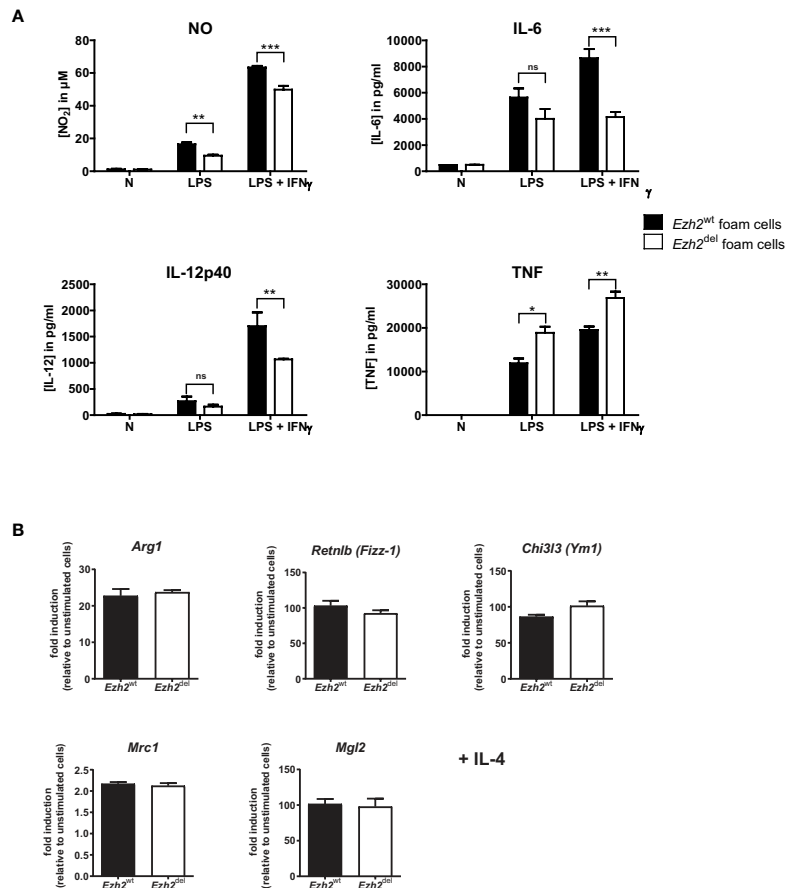 A
NO
[NO2] in µM
80
60
40
20
0
**
***
N
LPS
LPS + IFNγ
IL-6
[IL-6] in pg/ml
10000
8000
6000
4000
2000
0
ns
***
N
LPS
LPS + IFN
γ
Ezh2wt foam cells
Ezh2del foam cells
IL-12p40
[IL-12] in pg/ml
2500
2000
1500
1000
500
0
ns
**
N
LPS
LPS + IFNγ
TNF
[TNF] in pg/ml
30000
20000
10000
0
*
**
N
LPS
LPS + IFNγ
B
Arg1
fold induction
(relative to unstimulated cells)
30
20
10
0
Ezh2wt
Ezh2del
Retnlb (Fizz-1)
fold induction
(relative to unstimulated cells)
150
100
50
0
Ezh2wt
Ezh2del
Chi3l3 (Ym1)
fold induction
(relative to unstimulated cells)
150
100
50
0
Ezh2wt
Ezh2del
Mrc1
fold induction
(relative to unstimulated cells)
2.5
2.0
1.5
1.0
0.5
0.0
Ezh2wt
Ezh2del
Mgl2
fold induction
(relative to unstimulated cells)
150
100
50
0
Ezh2wt
Ezh2del
+ IL-4